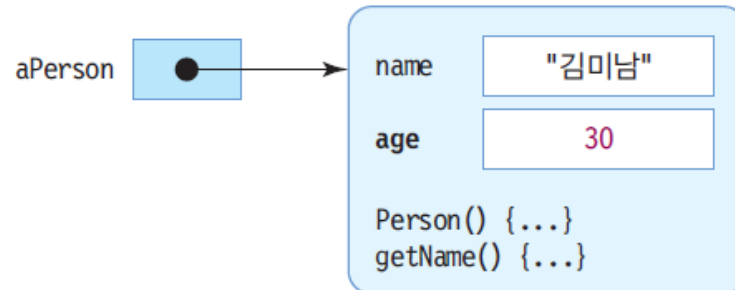 aPerson
name "김미남"
age 30
Person() {...}
getName() {...}